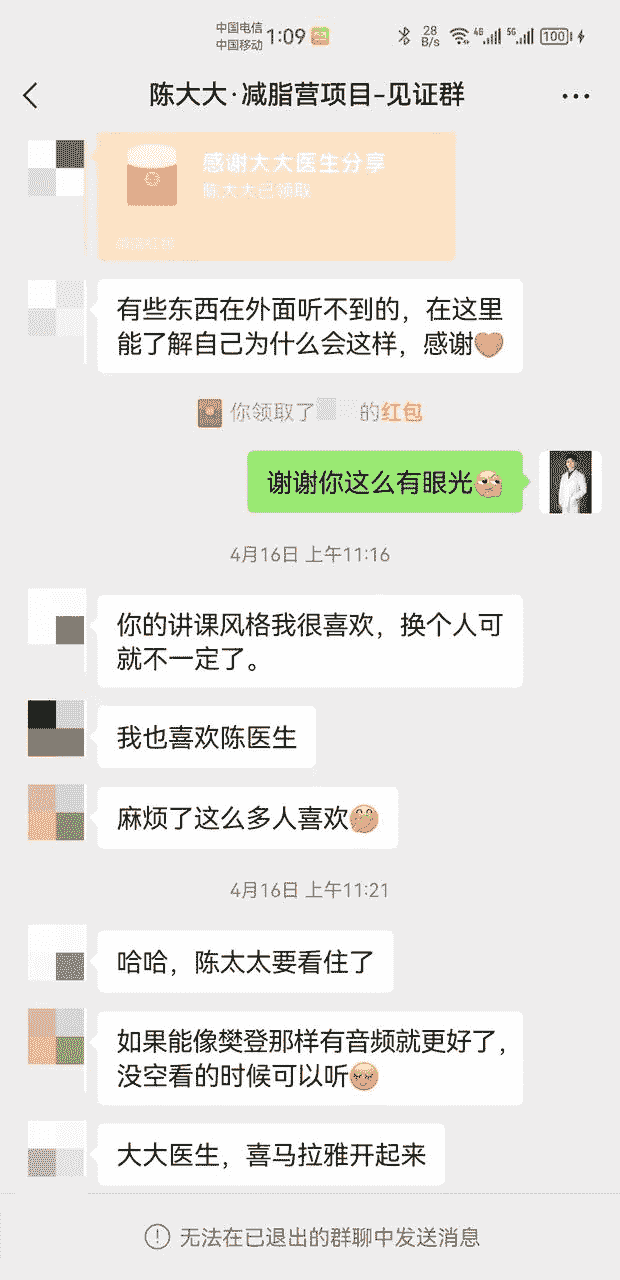 中国电信
中国移动
1:09
28
B/s
4G
5G
100
陈大大·减脂营项目-见证群
感谢大大医生分享
陈大大已领取
微信红包
有些东西在外面听不到的，在这里
能了解自己为什么会这样，感谢
你领取了 的红包
谢谢你这么有眼光
4月16日 上午11:16
你的讲课风格我很喜欢，换个人可
就不一定了。
我也喜欢陈医生
麻烦了这么多人喜欢
4月16日 上午11:21
哈哈，陈太太要看住了
如果能像樊登那样有音频就更好了，
没空看的时候可以听
大大医生，喜马拉雅开起来
无法在已退出的群聊中发送消息